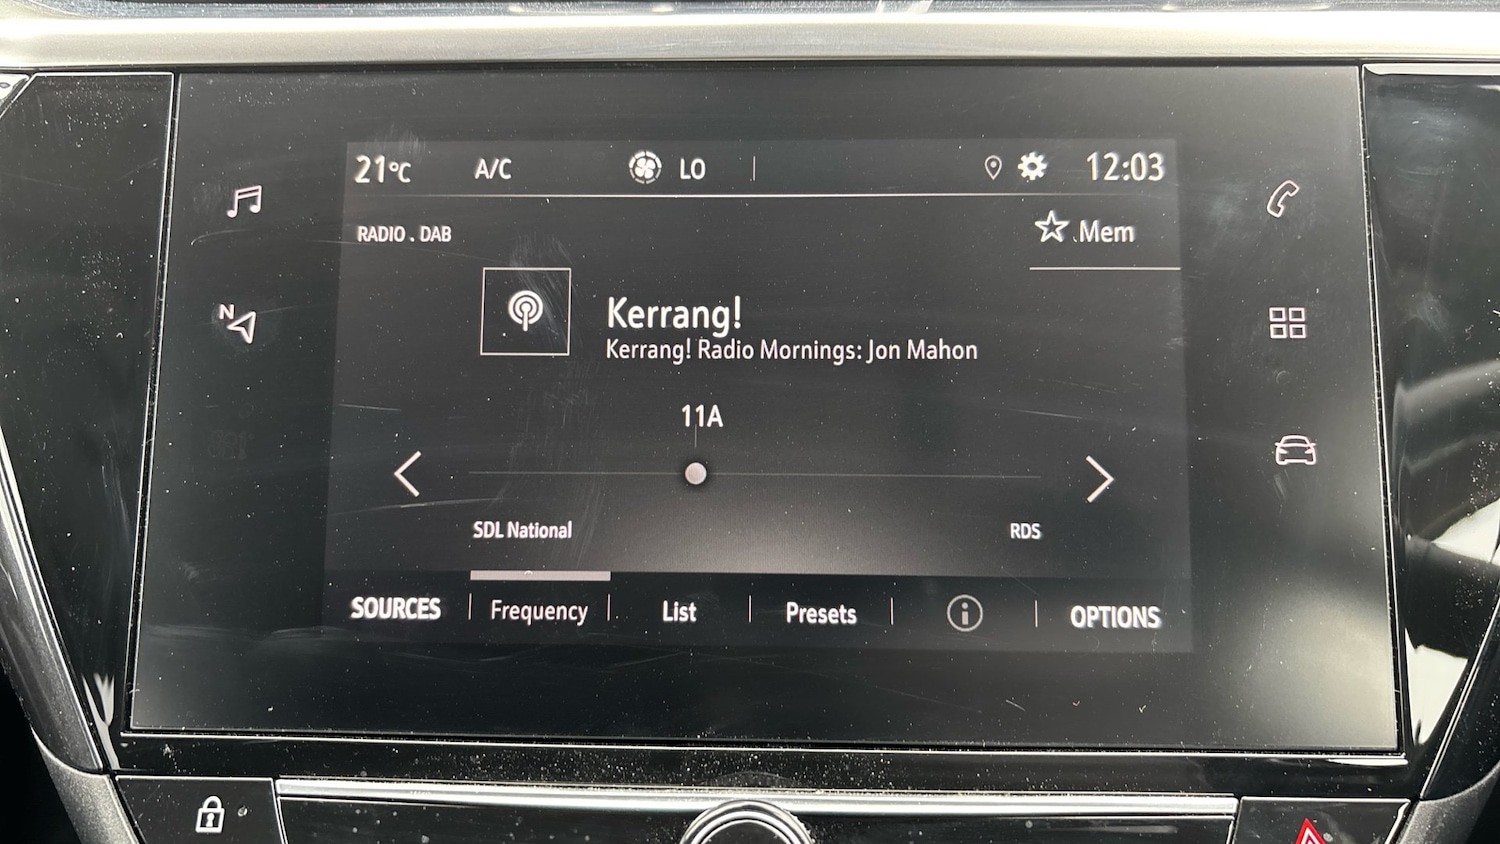 21°C A/C LO 12:03
RADIO . DAB
Mem
N
Kerrang!
Kerrang! Radio Mornings: Jon Mahon
11A
SDL National RDS
SOURCES Frequency List Presets i OPTIONS